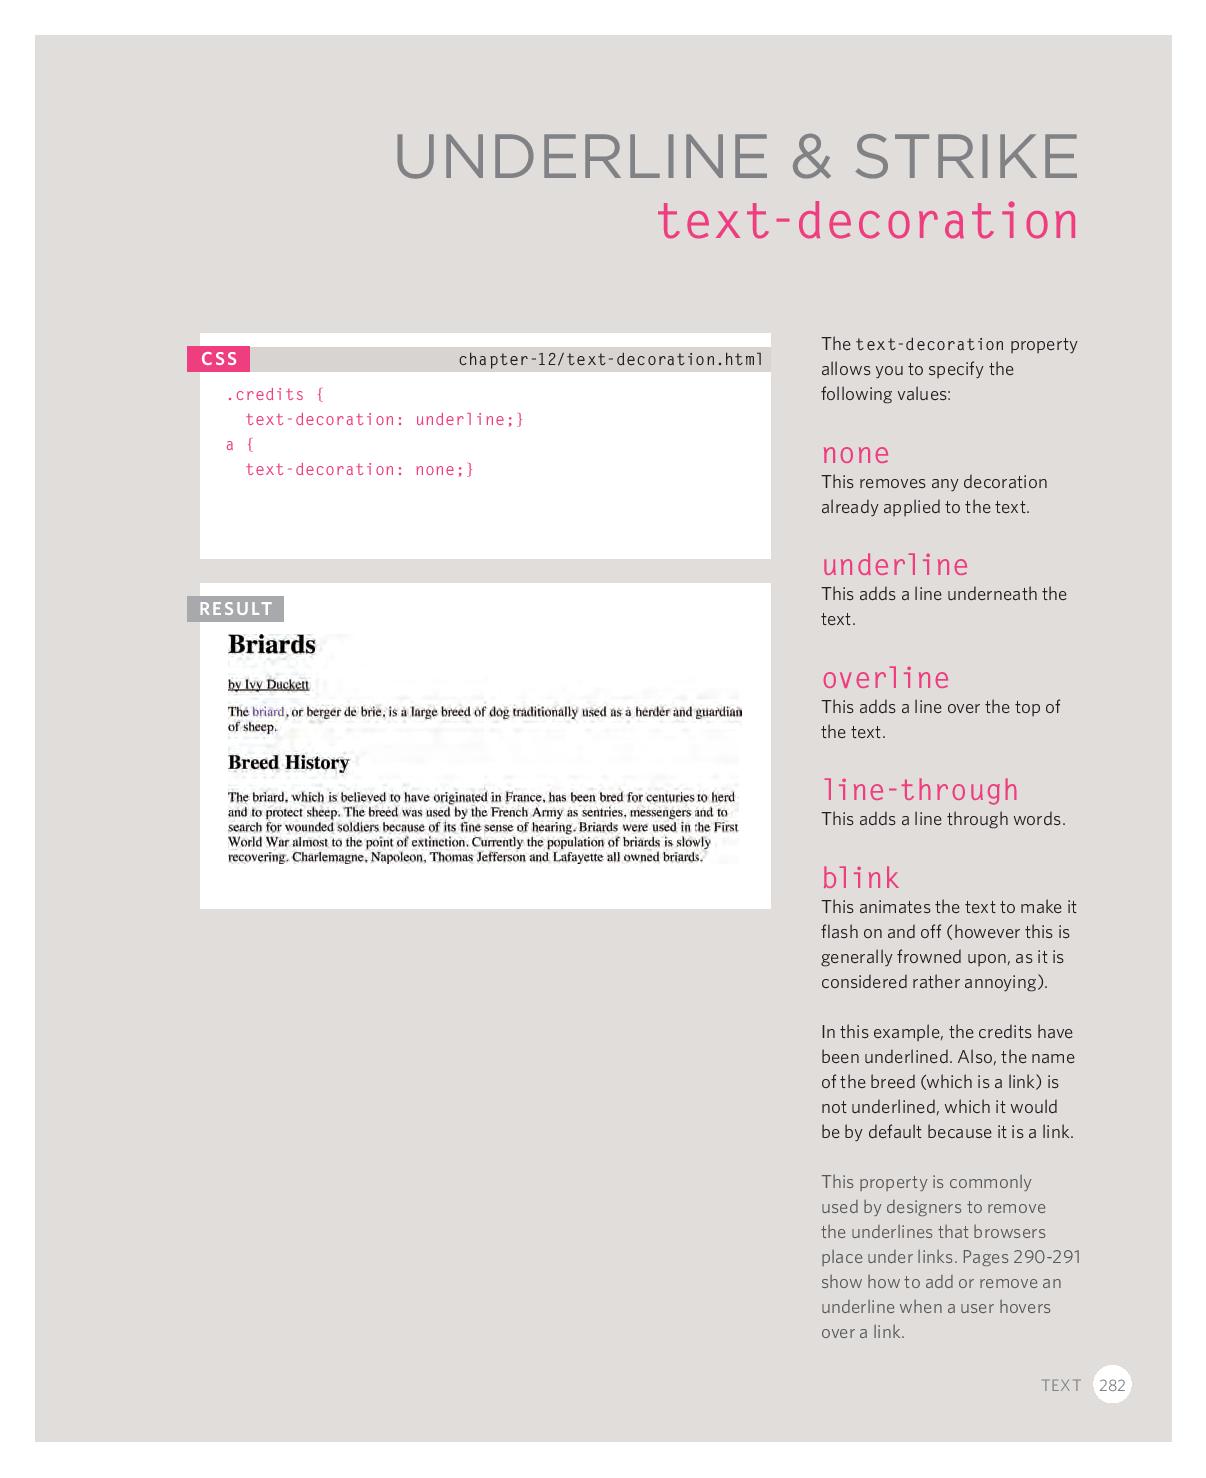 UNDERLINE & STRIKE
text-decoration
CSS
chapter-12/text-decoration.html
.credits {
  text-decoration: underline;}
a {
  text-decoration: none;}
RESULT
Briards
by Ivy Duckett
The briard, or berger de brie, is a large breed of dog traditionally used as a herder and guardian
of sheep.
Breed History
The briard, which is believed to have originated in France, has been bred for centuries to herd
and to protect sheep. The breed was used by the French Army as sentries, messengers and to
search for wounded soldiers because of its fine sense of hearing. Briards were used in the First
World War almost to the point of extinction. Currently the population of briards is slowly
recovering. Charlemagne, Napoleon, Thomas Jefferson and Lafayette all owned briards.
The text-decoration property
allows you to specify the
following values:
none
This removes any decoration
already applied to the text.
underline
This adds a line underneath the
text.
overline
This adds a line over the top of
the text.
line-through
This adds a line through words.
blink
This animates the text to make it
flash on and off (however this is
generally frowned upon, as it is
considered rather annoying).
In this example, the credits have
been underlined. Also, the name
of the breed (which is a link) is
not underlined, which it would
be by default because it is a link.
This property is commonly
used by designers to remove
the underlines that browsers
place under links. Pages 290-291
show how to add or remove an
underline when a user hovers
over a link.
TEXT 282